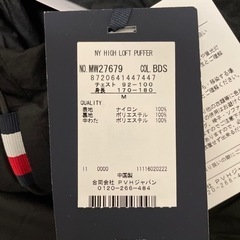 NY HIGH LOFT PUFFER
NO. MW27679 COL. BDS
8720641447447
チェスト 92-100
身長 170-180
M
QUALITY
表地 ナイロン 100%
裏地 ポリエステル 100%
中わた ポリエステル 100%
11 0000 11116020222
中国製
合同会社 PVHジャパン
0120-266-484